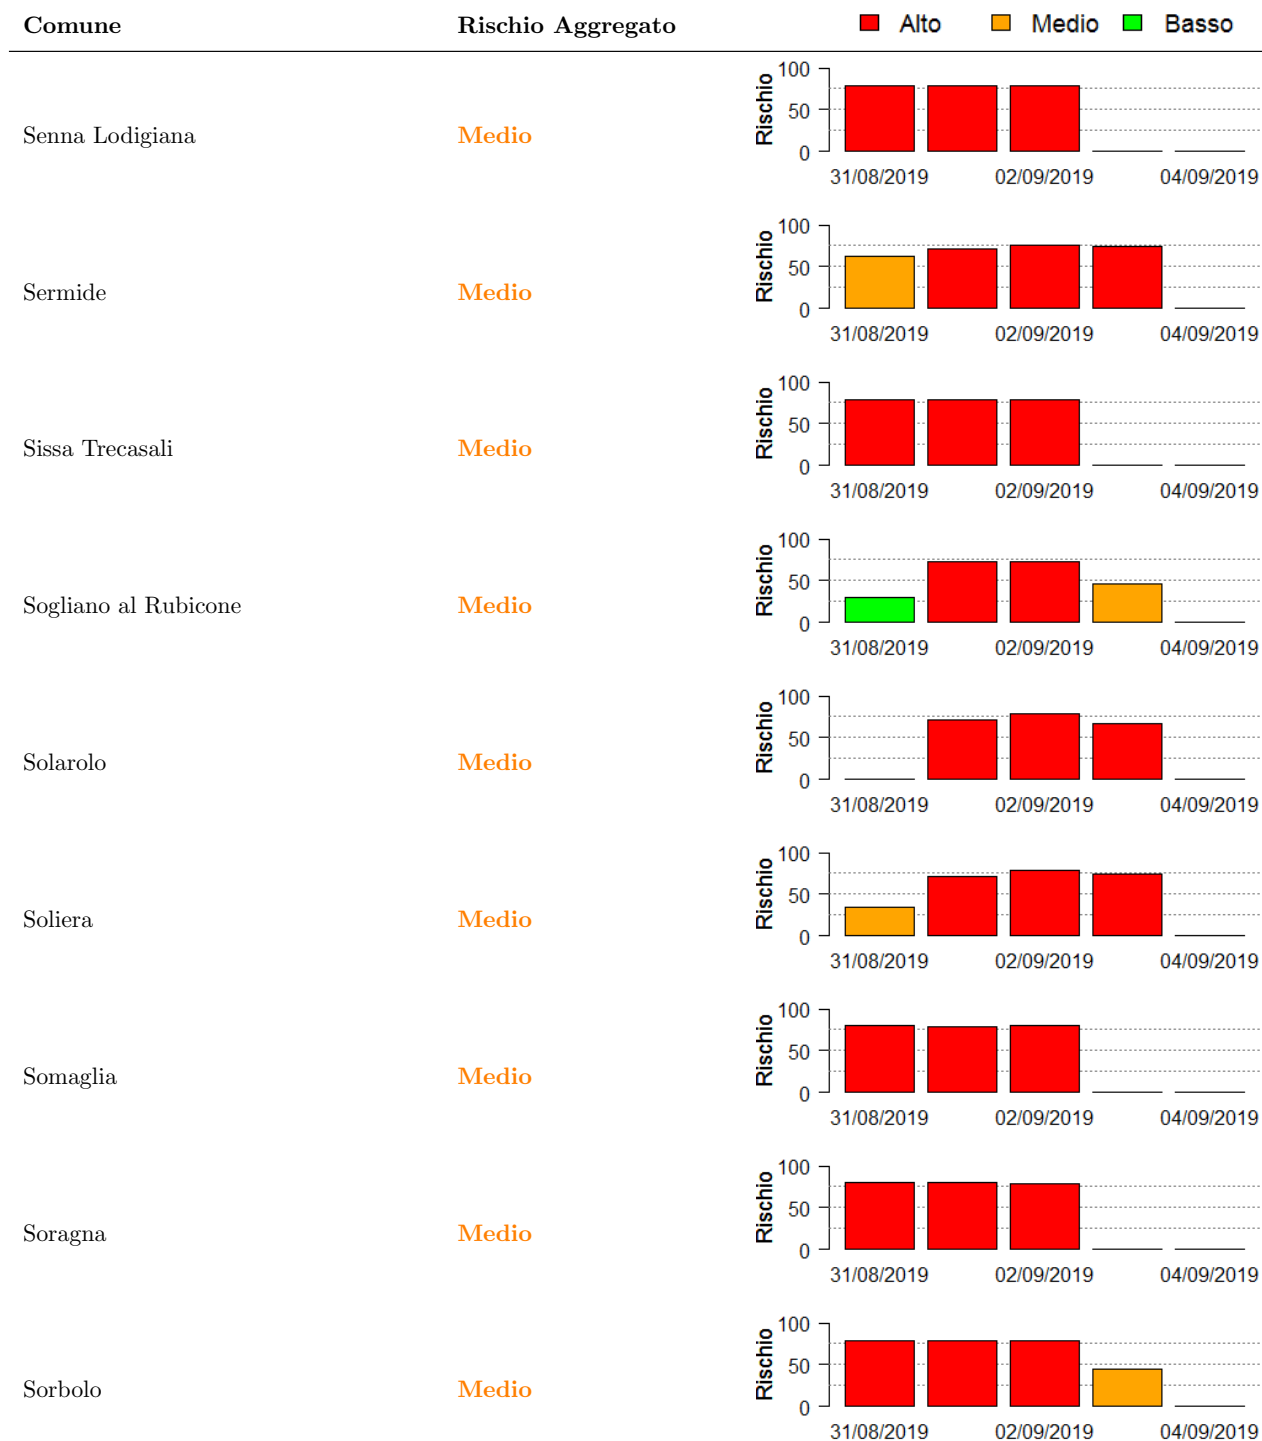 Comune Rischio Aggregato Alto Medio Basso
Senna Lodigiana Medio Rischio 100 50 0
31/08/2019 02/09/2019 04/09/2019
Sermide Medio Rischio 100 50 0
31/08/2019 02/09/2019 04/09/2019
Sissa Trecasali Medio Rischio 100 50 0
31/08/2019 02/09/2019 04/09/2019
Sogliano al Rubicone Medio Rischio 100 50 0
31/08/2019 02/09/2019 04/09/2019
Solarolo Medio Rischio 100 50 0
31/08/2019 02/09/2019 04/09/2019
Soliera Medio Rischio 100 50 0
31/08/2019 02/09/2019 04/09/2019
Somaglia Medio Rischio 100 50 0
31/08/2019 02/09/2019 04/09/2019
Soragna Medio Rischio 100 50 0
31/08/2019 02/09/2019 04/09/2019
Sorbolo Medio Rischio 100 50 0
31/08/2019 02/09/2019 04/09/2019